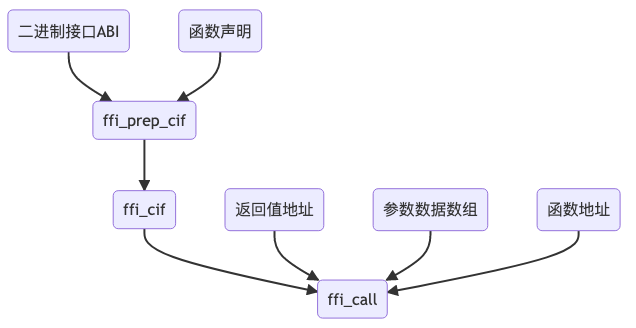 二进制接口ABI
函数声明
ffi_prep_cif
ffi_cif
返回值地址
参数数据数组
函数地址
ffi_call